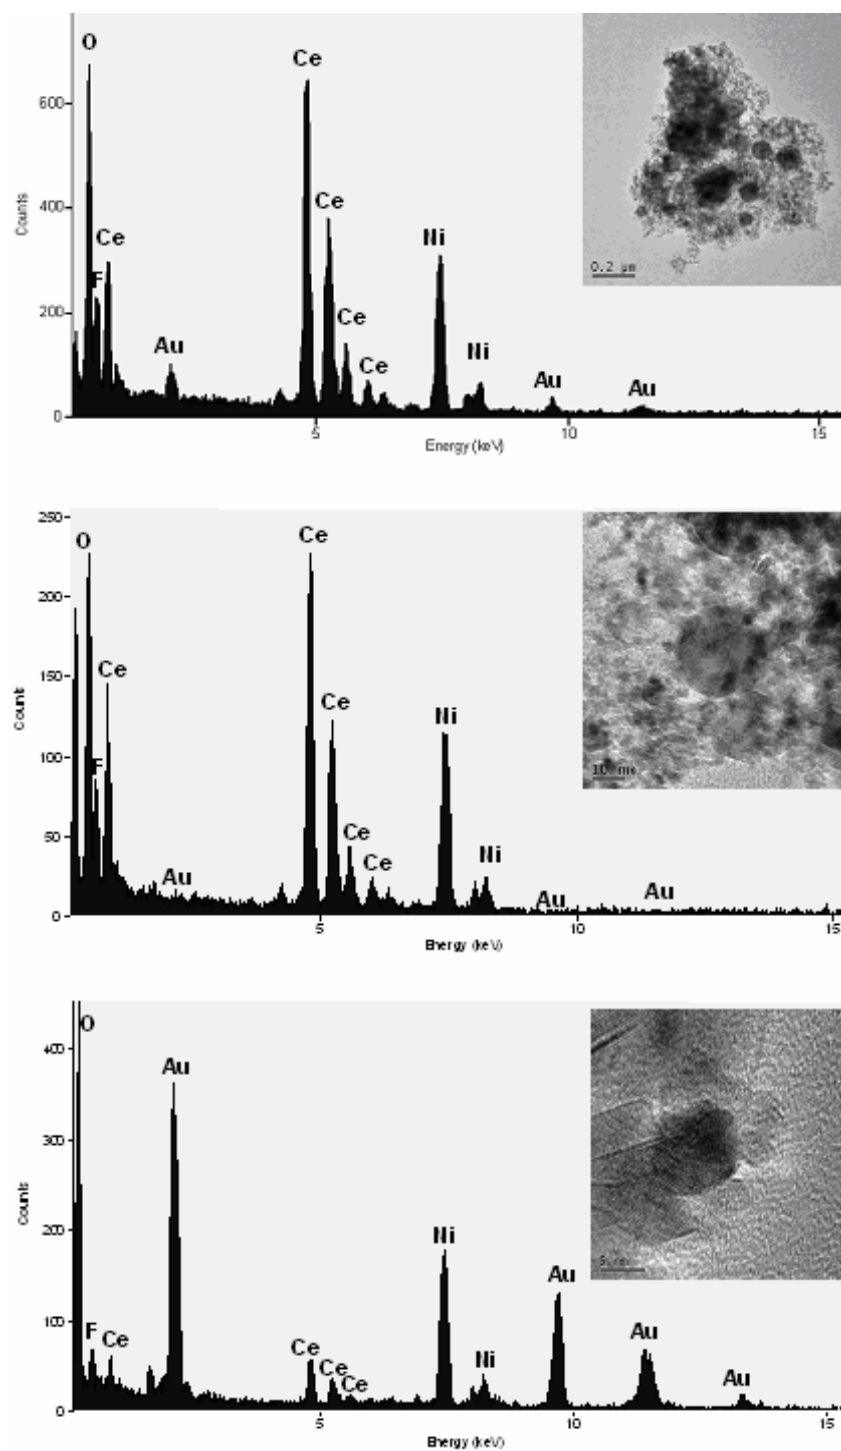 O
Ce
600
Ce
400
Ce
Ni
F
200
Au
Ce
Ce
Ni
Au
Au
0
5
10
15
Counts
Energy (keV)
0.2 µm
250
O
Ce
200
Ce
150
Ce
Ni
100
F
50
Au
Ce
Ce
Ni
Au
Au
0
5
10
15
Counts
Energy (keV)
10 nm
O
400
Au
300
Ni
200
Au
100
F
Ce
Ce
Ce
Ce
Ni
Au
Au
0
5
10
15
Counts
Energy (keV)
5 nm